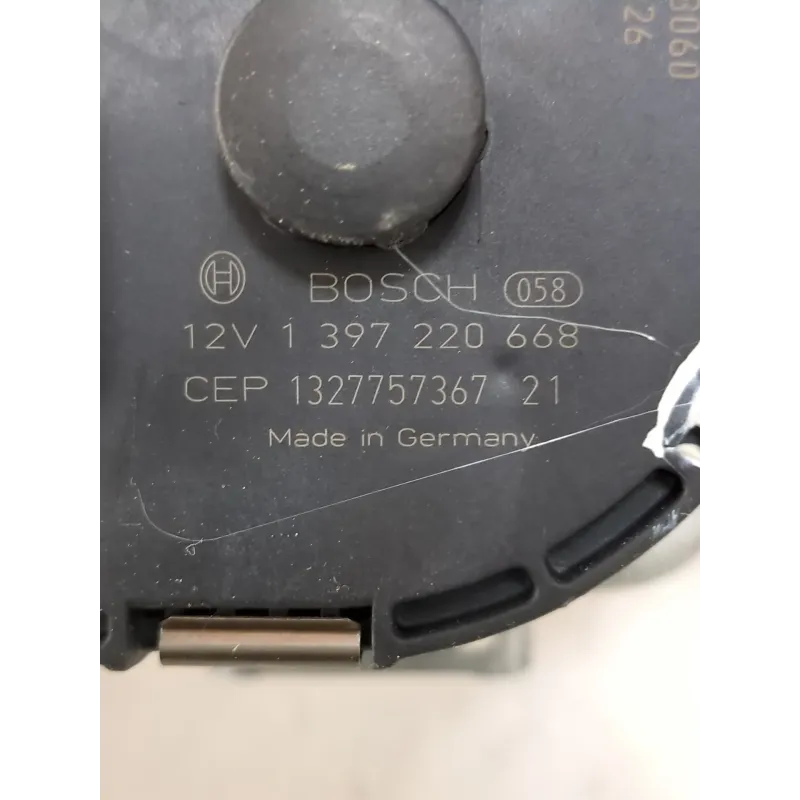 BOSCH 058
12V 1 397 220 668
CEP 1327757367 21
Made in Germany
3060
26